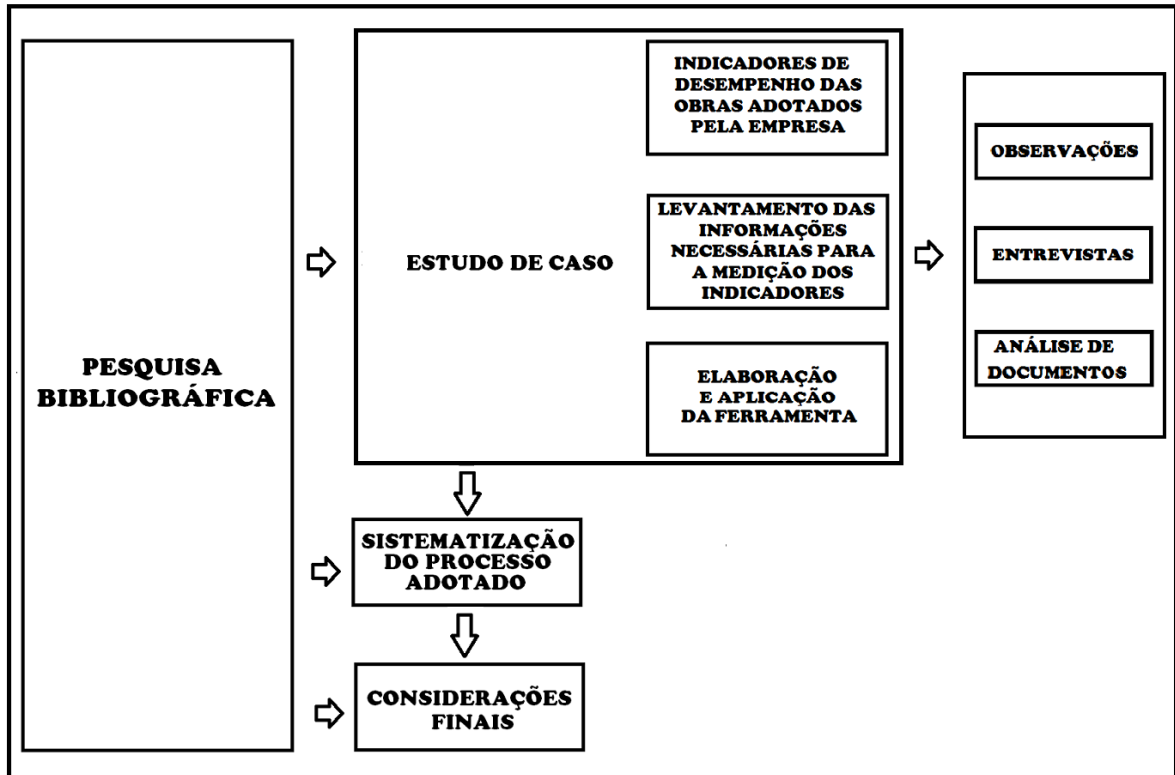 PESQUISA
BIBLIOGRÁFICA
ESTUDO DE CASO
INDICADORES DE
DESEMPENHO DAS
OBRAS ADOTADOS
PELA EMPRESA
LEVANTAMENTO DAS
INFORMAÇÕES
NECESSÁRIAS PARA
A MEDIÇÃO DOS
INDICADORES
ELABORAÇÃO
E APLICAÇÃO
DA FERRAMENTA
OBSERVAÇÕES
ENTREVISTAS
ANÁLISE DE
DOCUMENTOS
SISTEMATIZAÇÃO
DO PROCESSO
ADOTADO
CONSIDERAÇÕES
FINAIS